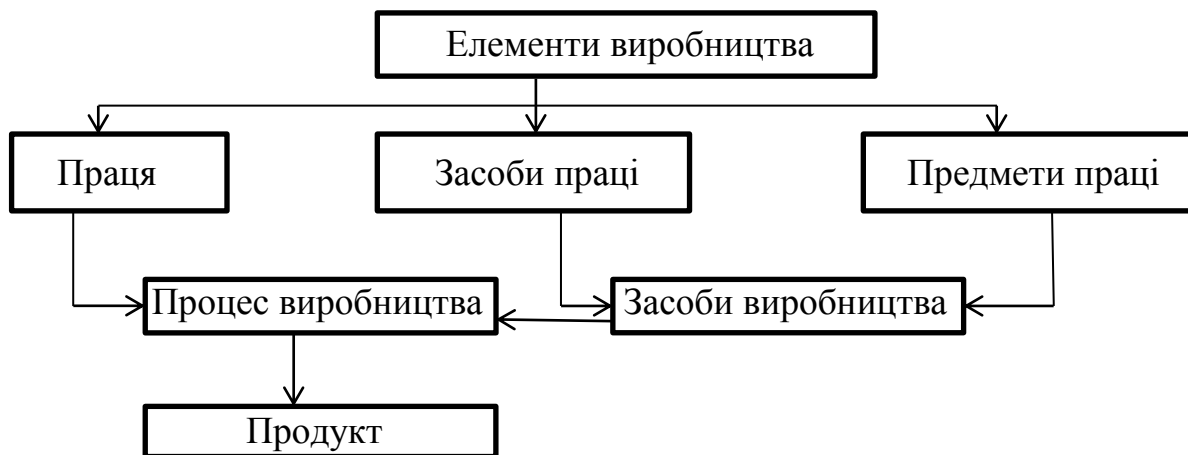 Елементи виробництва
Праця
Засоби праці
Предмети праці
Процес виробництва
Засоби виробництва
Продукт